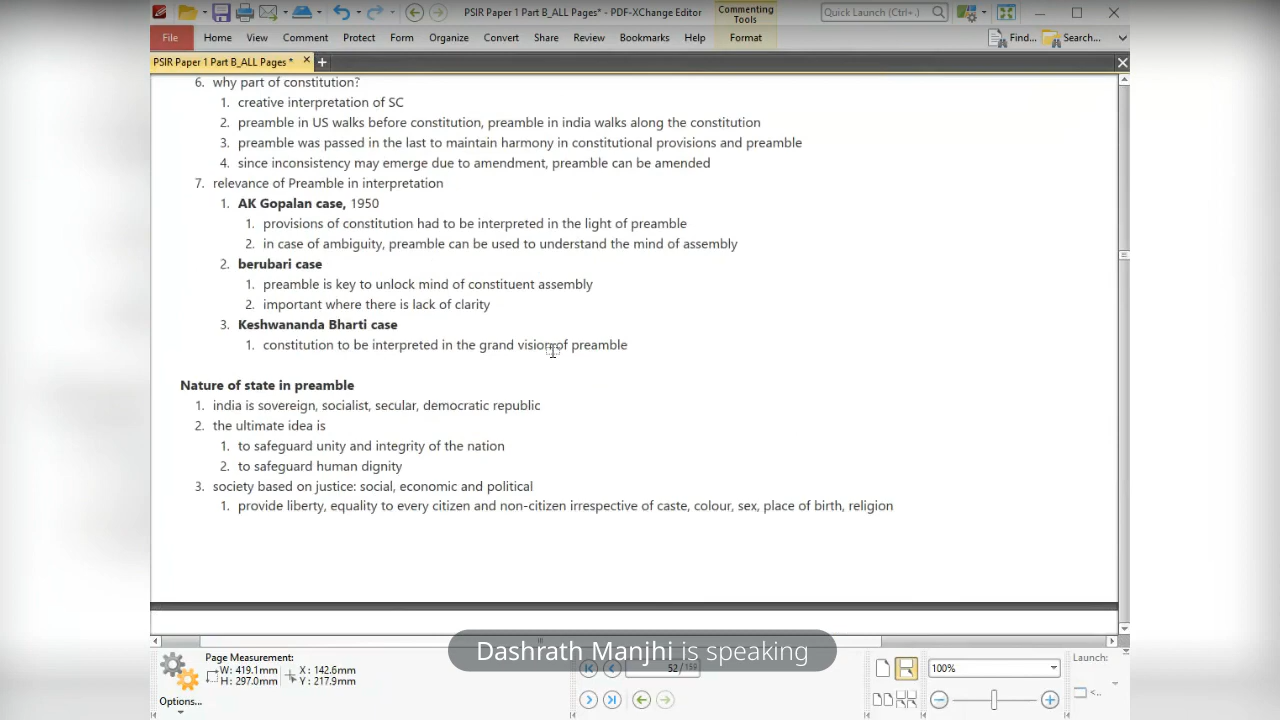 PSIR Paper 1 Part B_ALL Pages* - PDF-XChange Editor
Commenting Tools
Quick Launch (Ctrl+.)
File
Home
View
Comment
Protect
Form
Organize
Convert
Share
Review
Bookmarks
Help
Format
Find...
Search...
PSIR Paper 1 Part B_ALL Pages *
6. why part of constitution?
1. creative interpretation of SC
2. preamble in US walks before constitution, preamble in india walks along the constitution
3. preamble was passed in the last to maintain harmony in constitutional provisions and preamble
4. since inconsistency may emerge due to amendment, preamble can be amended
7. relevance of Preamble in interpretation
1. AK Gopalan case, 1950
1. provisions of constitution had to be interpreted in the light of preamble
2. in case of ambiguity, preamble can be used to understand the mind of assembly
2. berubari case
1. preamble is key to unlock mind of constituent assembly
2. important where there is lack of clarity
3. Keshwananda Bharti case
1. constitution to be interpreted in the grand vision of preamble
Nature of state in preamble
1. india is sovereign, socialist, secular, democratic republic
2. the ultimate idea is
1. to safeguard unity and integrity of the nation
2. to safeguard human dignity
3. society based on justice: social, economic and political
1. provide liberty, equality to every citizen and non-citizen irrespective of caste, colour, sex, place of birth, religion
Dashrath Manjhi is speaking
Options...
Page Measurement:
W: 419.1mm
H: 297.0mm
X : 142.6mm
Y : 217.9mm
52 / 159
100%
Launch: